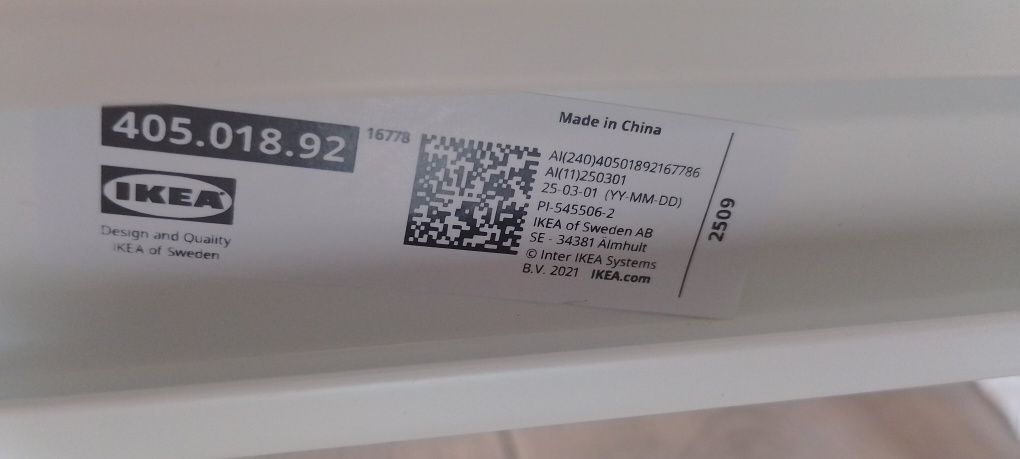 405.018.92
16778
IKEA
Design and Quality
IKEA of Sweden
Made in China
AI(240)40501892167786
AI(11)250301
25-03-01 (YY-MM-DD)
PI-545506-2
IKEA of Sweden AB
SE - 34381 Älmhult
© Inter IKEA Systems
B.V. 2021 IKEA.com
2509